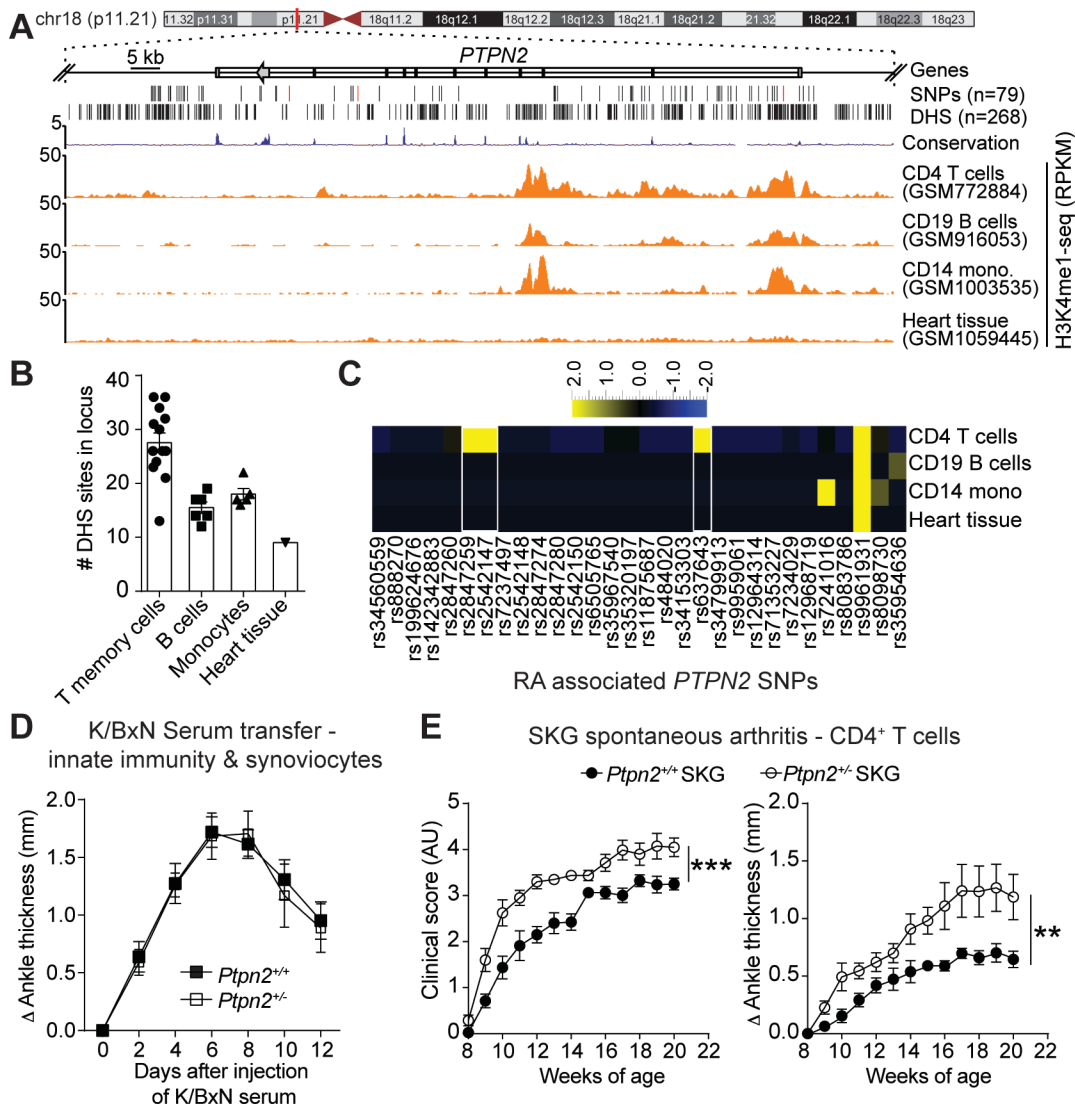 A
chr18 (p11.21)
11.32 p11.31 p11.21 18q11.2 18q12.1 18q12.2 18q12.3 18q21.1 18q21.2 21.32 18q22.1 18q22.3 18q23
5 kb
PTPN2
Genes
SNPs (n=79)
DHS (n=268)
5
Conservation
50
CD4 T cells
(GSM772884)
50
CD19 B cells
(GSM916053)
50
CD14 mono.
(GSM1003535)
50
Heart tissue
(GSM1059445)
H3K4me1-seq (RPKM)
B
# DHS sites in locus
40
30
20
10
0
T memory cells
B cells
Monocytes
Heart tissue
C
2.0 1.0 0.0 -1.0 -2.0
CD4 T cells
CD19 B cells
CD14 mono
Heart tissue
rs34560559
rs888270
rs199624676
rs142342883
rs2847260
rs2847259
rs2542147
rs7237497
rs2542148
rs2847274
rs2847280
rs2542150
rs6505765
rs35967540
rs35320197
rs11875687
rs484020
rs34153303
rs637643
rs34799913
rs9959061
rs12964314
rs71353227
rs7234029
rs12968719
rs7241016
rs8083786
rs9961931
rs8098730
rs35954636
RA associated PTPN2 SNPs
D
K/BxN Serum transfer -
innate immunity & synoviocytes
Δ Ankle thickness (mm)
2.0
1.5
1.0
0.5
0.0
Ptpn2+/+
Ptpn2+/-
0 2 4 6 8 10 12
Days after injection
of K/BxN serum
E
SKG spontaneous arthritis - CD4+ T cells
Ptpn2+/+ SKG
Ptpn2+/- SKG
Clinical score (AU)
5
4
3
2
1
0
***
8 10 12 14 16 18 20 22
Weeks of age
Δ Ankle thickness (mm)
1.5
1.0
0.5
0.0
**
8 10 12 14 16 18 20 22
Weeks of age